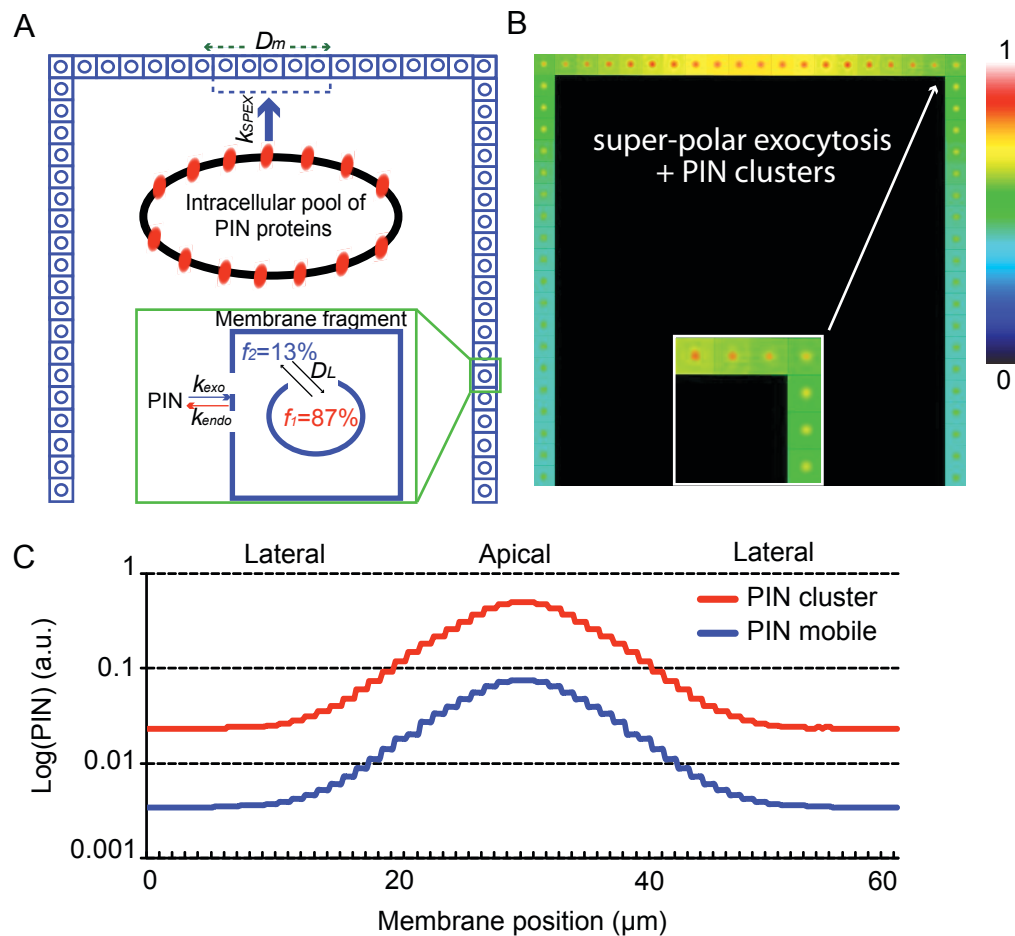 A
Dm
kSPEX
Intracellular pool of
PIN proteins
Membrane fragment
f2=13%
DL
kexo
PIN
kendo
f1=87%
B
1
super-polar exocytosis
+ PIN clusters
0
C
Lateral
Apical
Lateral
1
PIN cluster
PIN mobile
0.1
0.01
0.001
Log(PIN) (a.u.)
0
20
40
60
Membrane position (µm)